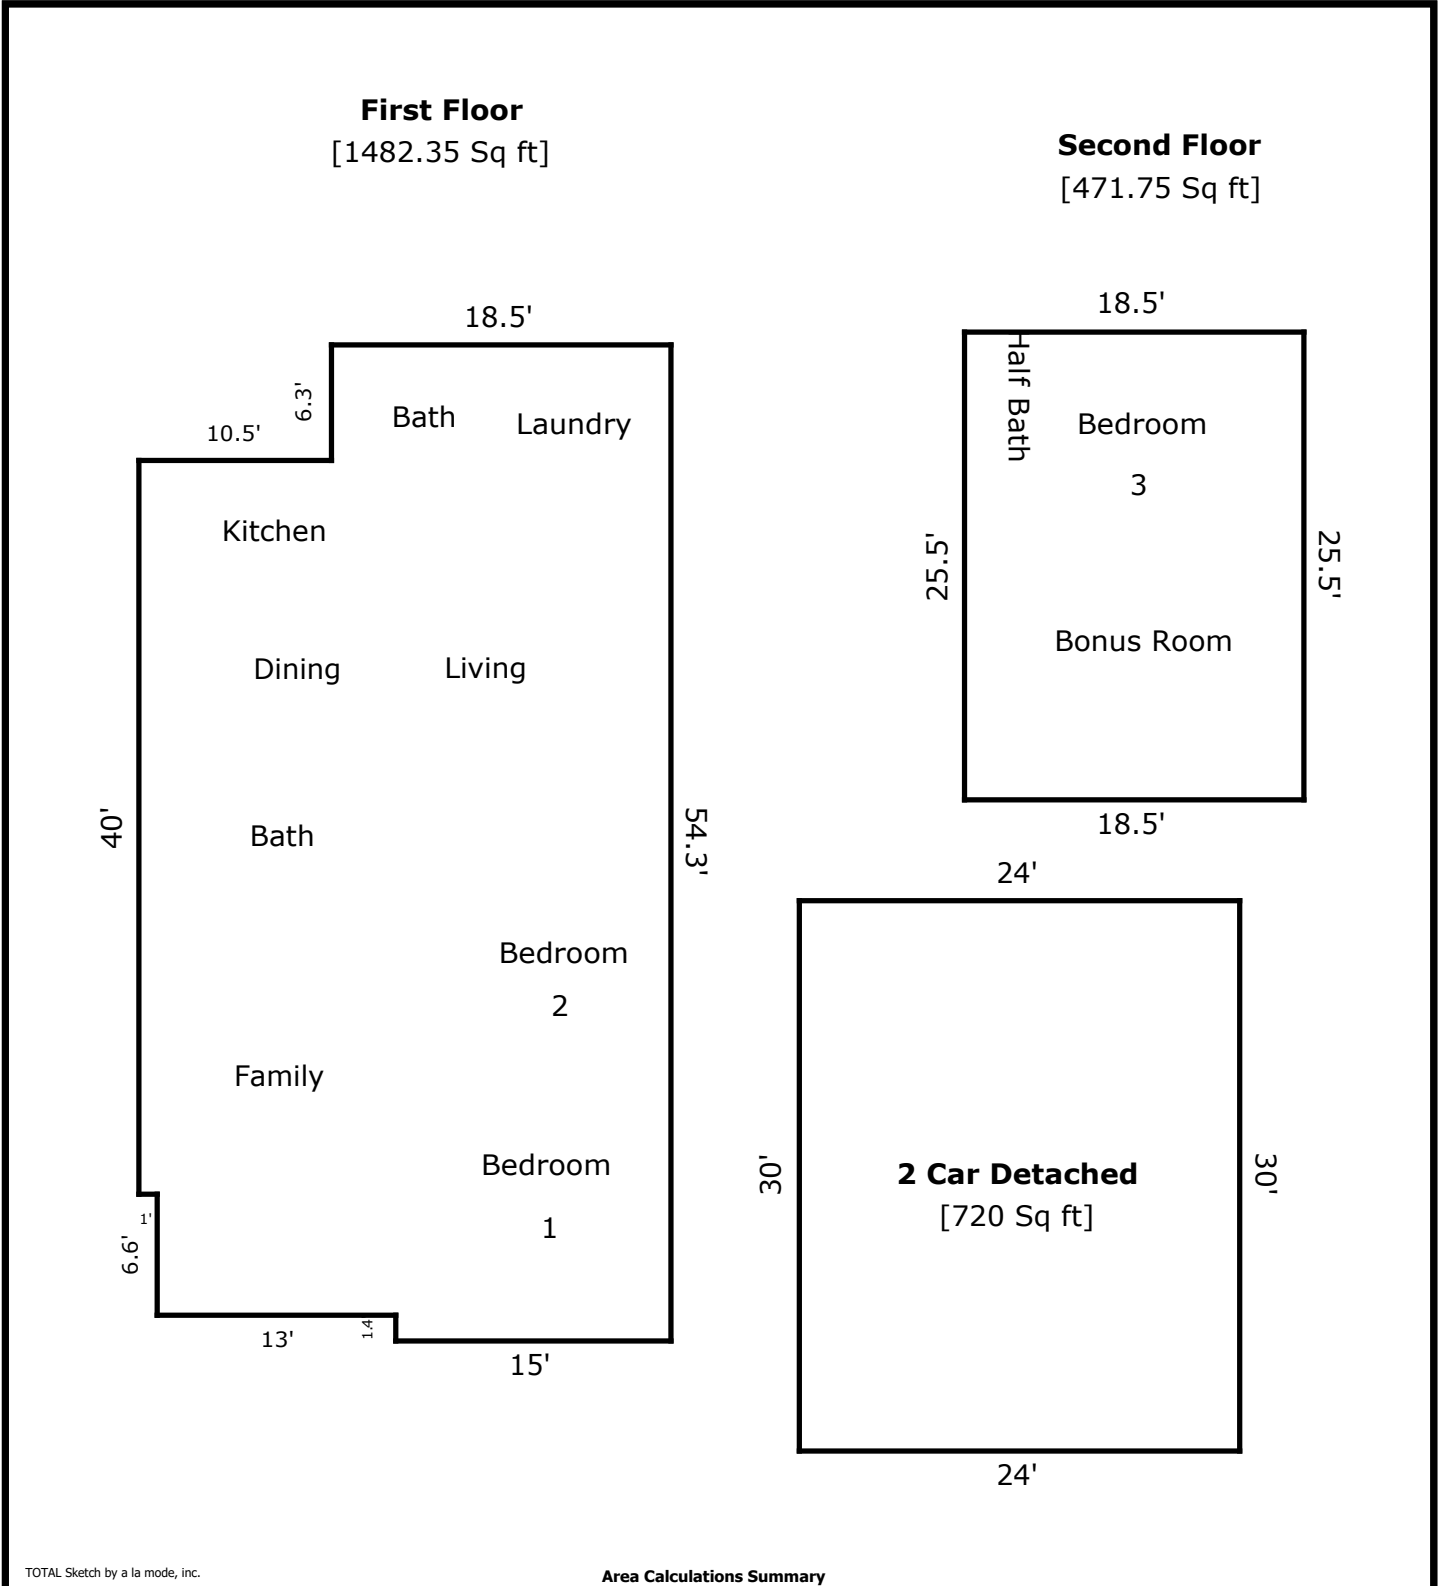 First Floor
[1482.35 Sq ft]
Second Floor
[471.75 Sq ft]
18.5'
6.3'
10.5'
Bath
Laundry
Kitchen
Dining
Living
40'
Bath
54.3'
Bedroom
2
Family
Bedroom
1
1'
6.6'
13'
1.4
15'
18.5'
Half Bath
Bedroom
3
25.5'
25.5'
Bonus Room
18.5'
24'
30'
2 Car Detached
[720 Sq ft]
30'
24'
TOTAL Sketch by a la mode, inc.
Area Calculations Summary